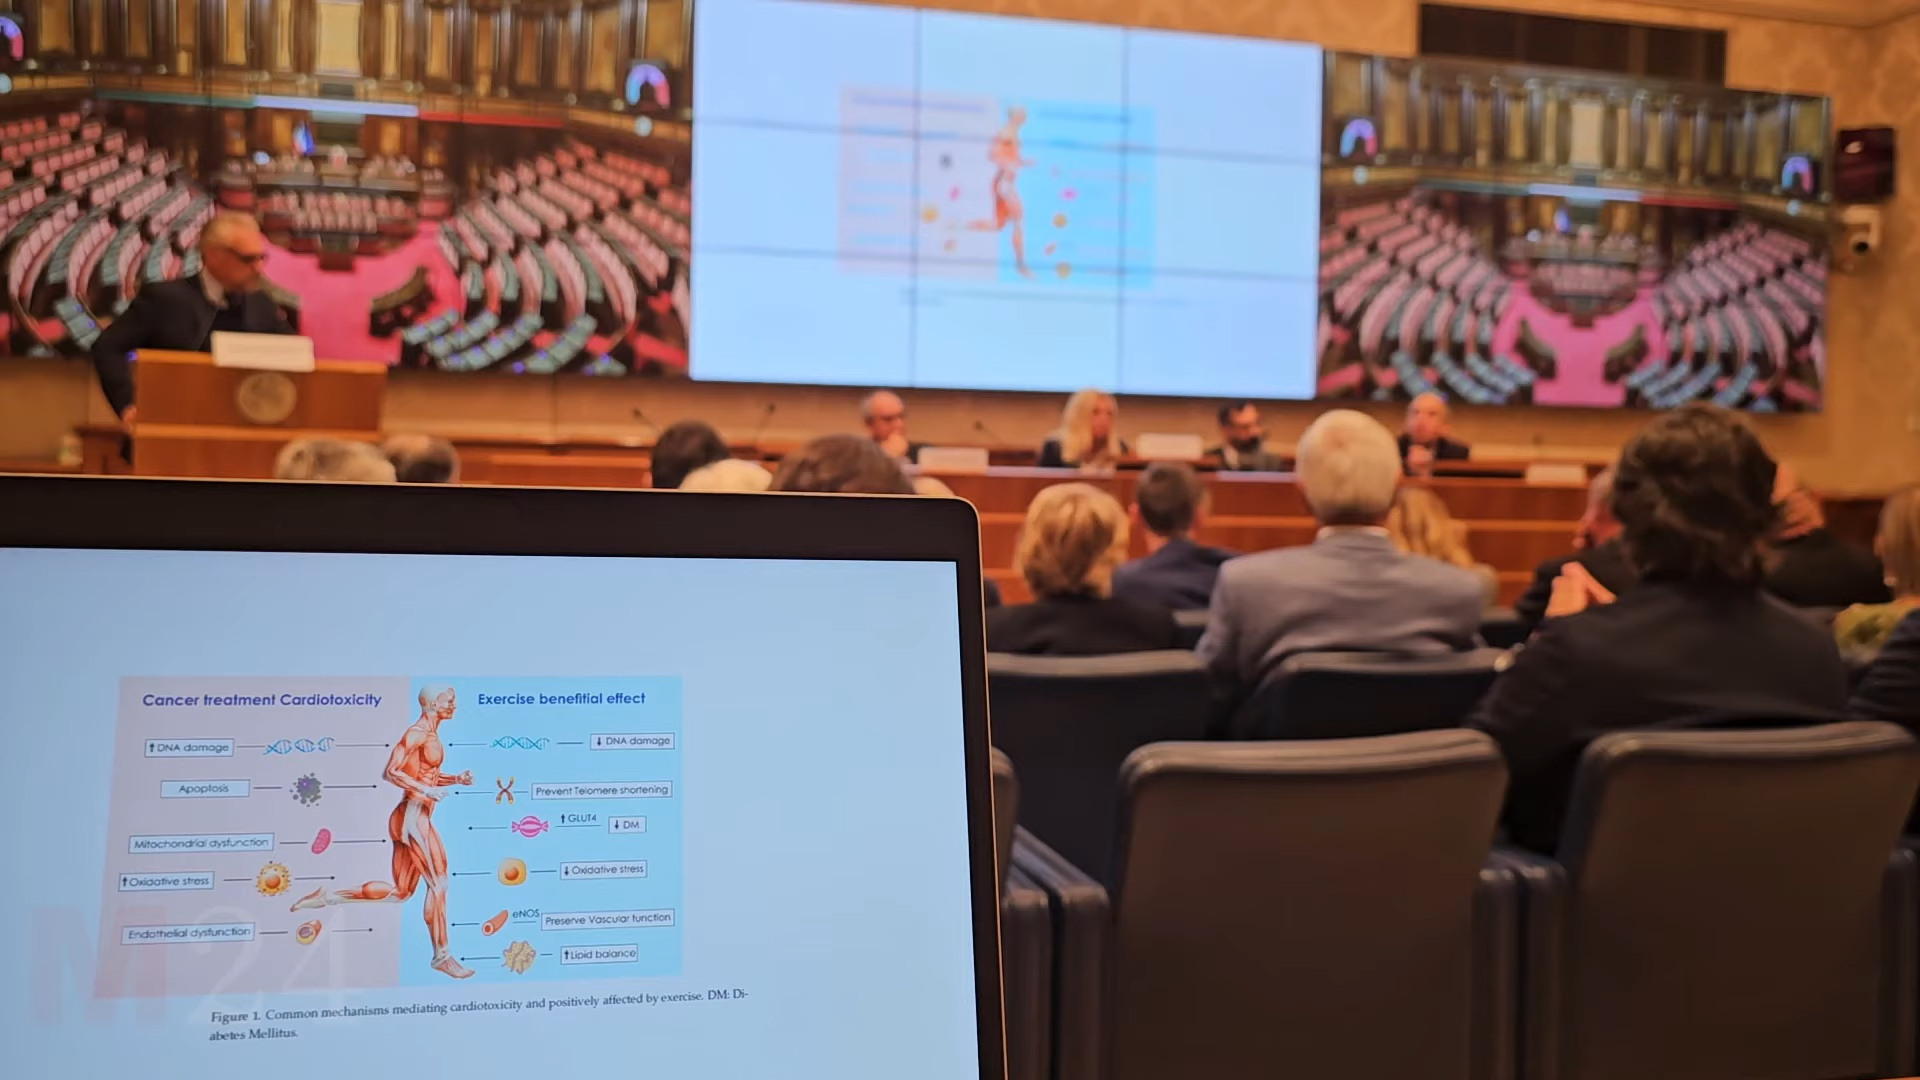 Cancer treatment Cardiotoxicity
↑ DNA damage
Apoptosis
Mitochondrial dysfunction
↑ Oxidative stress
Endothelial dysfunction
Exercise benefitial effect
↓ DNA damage
Prevent Telomere shortening
↑ GLUT4 ↓ DM
↓ Oxidative stress
eNOS Preserve Vascular function
↑ Lipid balance
Figure 1. Common mechanisms mediating cardiotoxicity and positively affected by exercise. DM: Di-
abetes Mellitus.
M24